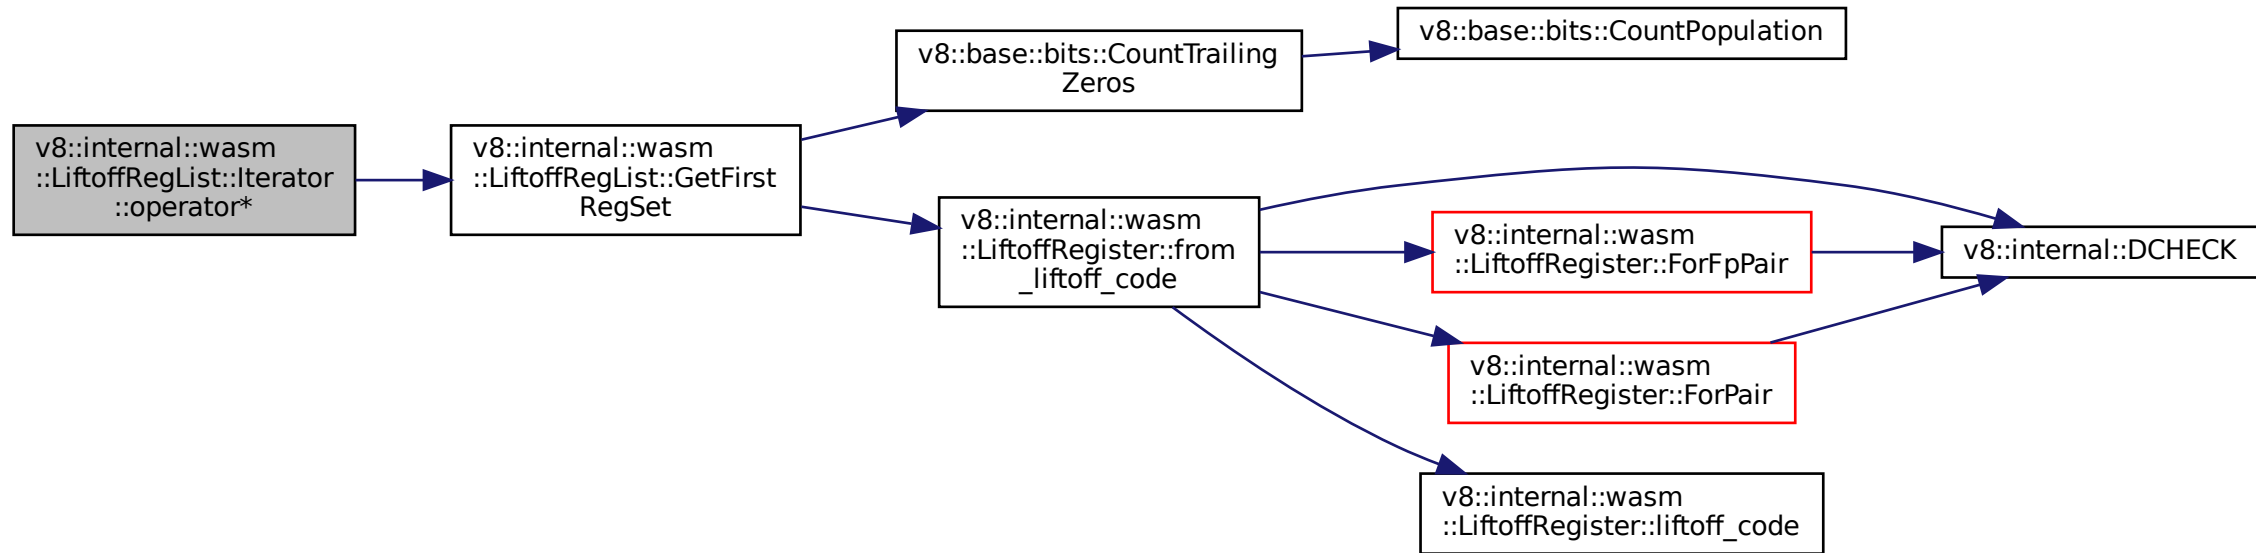 v8::internal::wasm
::LiftoffRegList::Iterator
::operator*
v8::internal::wasm
::LiftoffRegList::GetFirst
RegSet
v8::base::bits::CountTrailing
Zeros
v8::base::bits::CountPopulation
v8::internal::wasm
::LiftoffRegister::from
_liftoff_code
v8::internal::wasm
::LiftoffRegister::ForFpPair
v8::internal::DCHECK
v8::internal::wasm
::LiftoffRegister::ForPair
v8::internal::wasm
::LiftoffRegister::liftoff_code